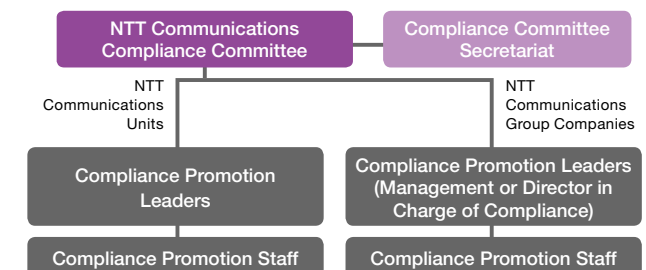 NTT Communications
Compliance Committee
Compliance Committee
Secretariat
NTT
Communications
Units
NTT
Communications
Group Companies
Compliance Promotion
Leaders
Compliance Promotion Leaders
(Management or Director in
Charge of Compliance)
Compliance Promotion Staff
Compliance Promotion Staff